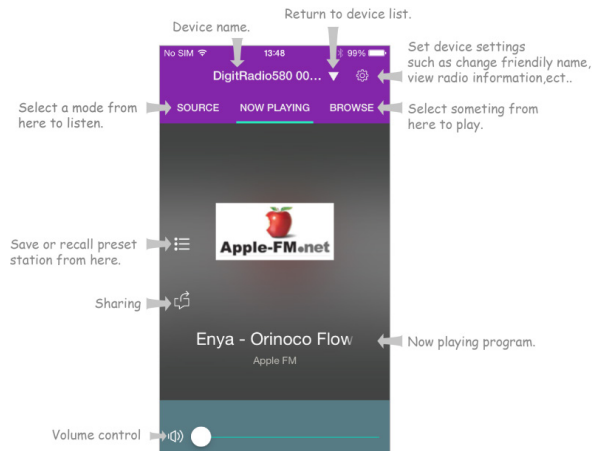 Return to device list.
Device name.
No SIM 13:48 99%
DigitRadio580 00...
Set device settings
such as change friendily name,
view radio information,ect..
Select a mode from
here to listen.
SOURCE NOW PLAYING BROWSE
Select someting from
here to play.
Apple-FM.net
Save or recall preset
station from here.
Sharing
Enya - Orinoco Flow
Now playing program.
Apple FM
Volume control